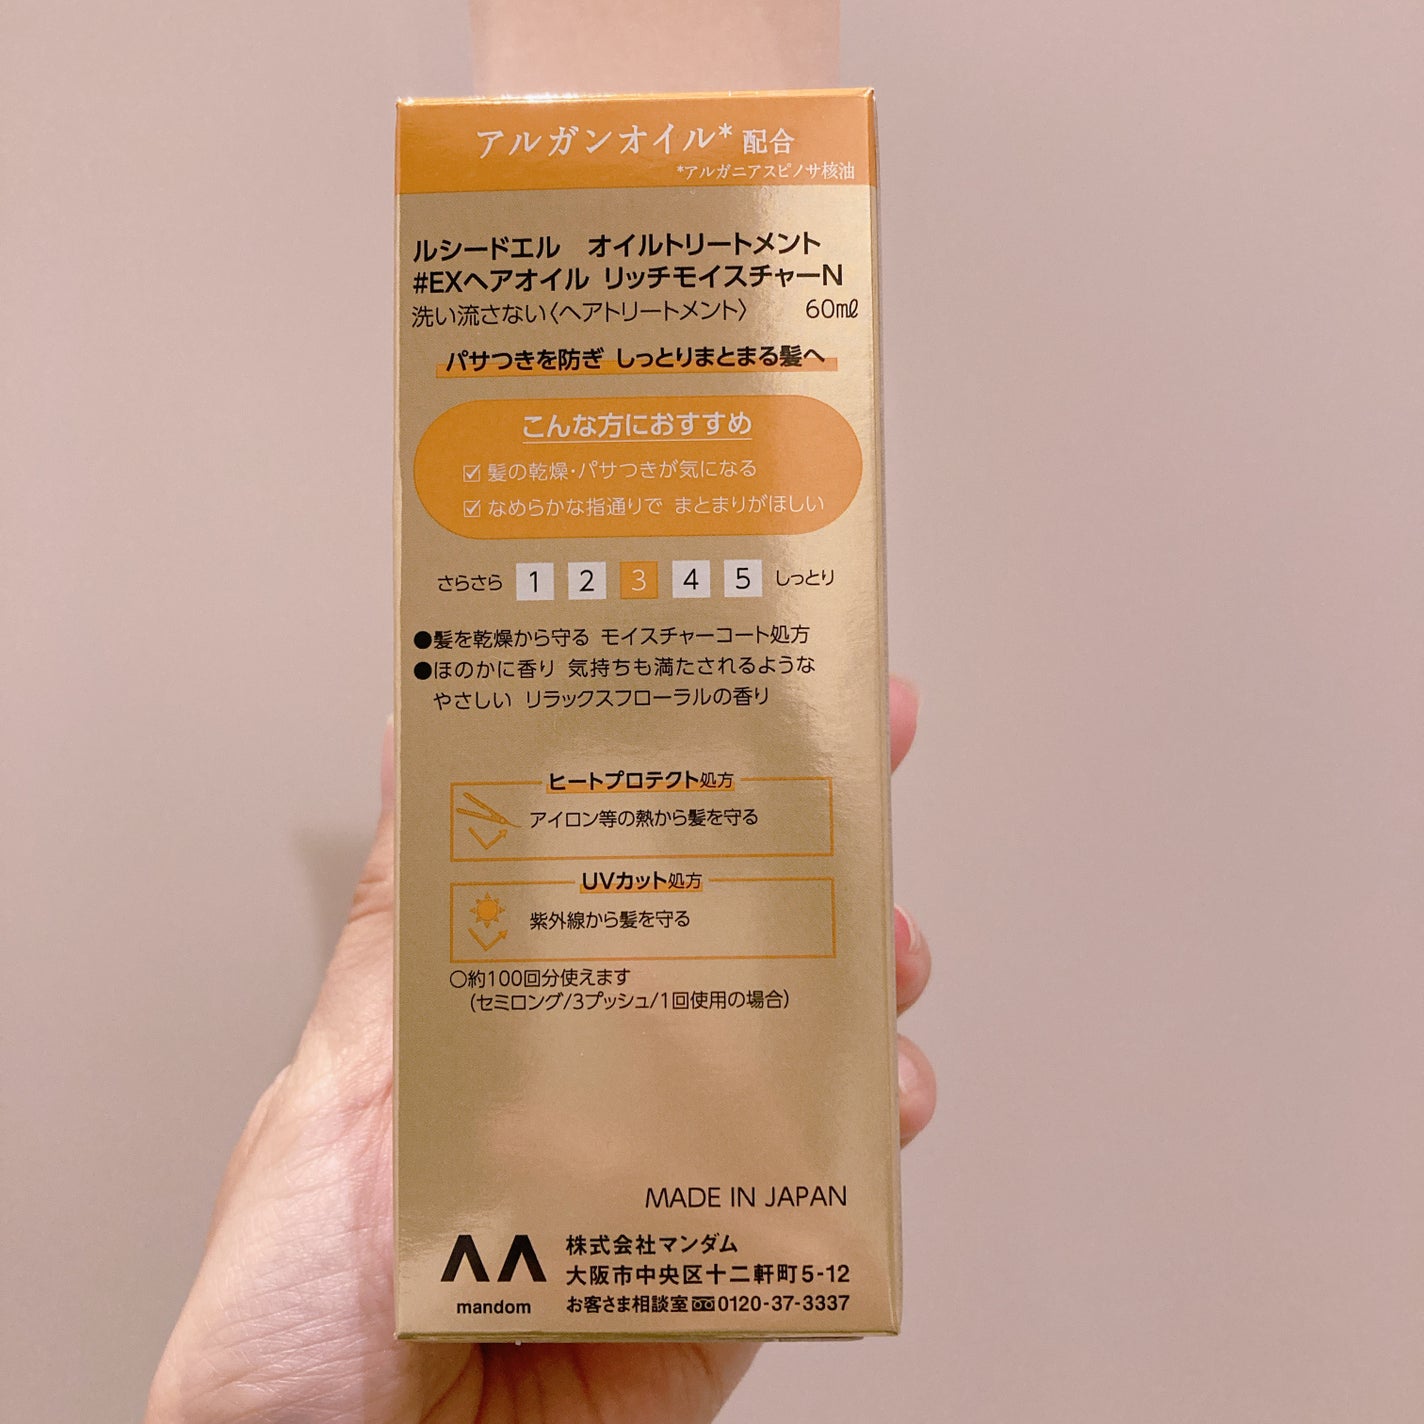 アルガンオイル*配合
*アルガニアスピノサ核油
ルシードエル オイルトリートメント
#EXヘアオイル リッチモイスチャーN
洗い流さない〈ヘアトリートメント〉 60㎖
パサつきを防ぎ しっとりまとまる髪へ
こんな方におすすめ
☑髪の乾燥・パサつきが気になる
☑なめらかな指通りで まとまりがほしい
さらさら 1 2 3 4 5 しっとり
●髪を乾燥から守る モイスチャーコート処方
●ほのかに香り 気持ちも満たされるような
やさしい リラックスフローラルの香り
ヒートプロテクト処方
アイロン等の熱から髪を守る
UVカット処方
紫外線から髪を守る
○約100回分使えます
(セミロング/3プッシュ/1回使用の場合)
MADE IN JAPAN
mandom
株式会社マンダム
大阪市中央区十二軒町5-12
お客さま相談室 0120-37-3337